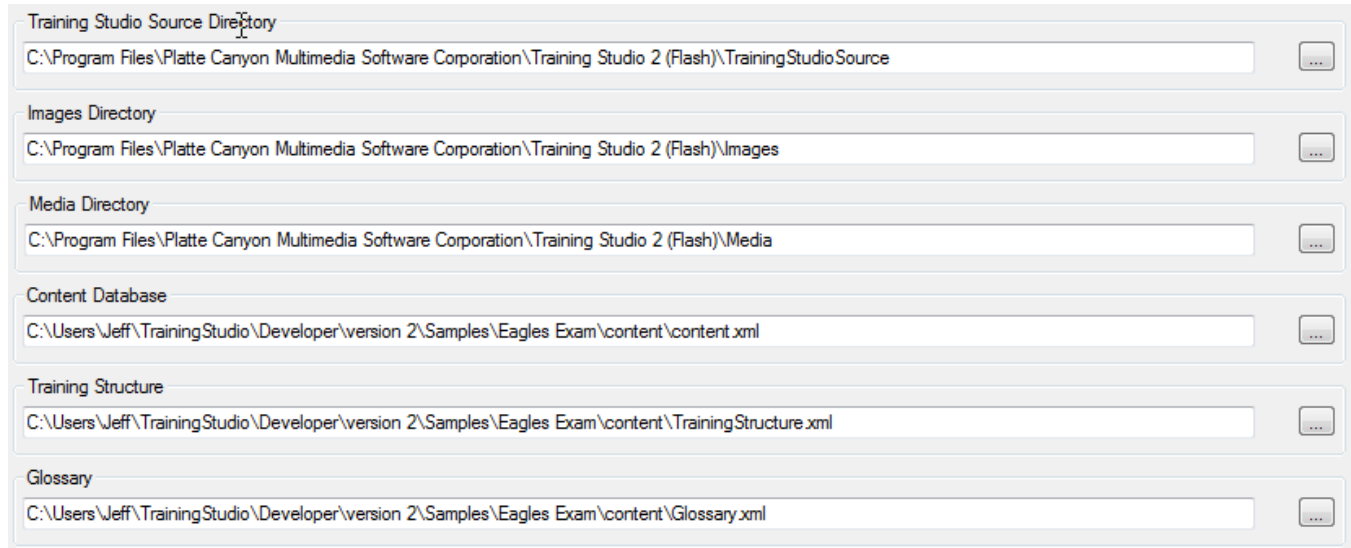 Training Studio Source Directory
C:\Program Files\Platte Canyon Multimedia Software Corporation\Training Studio 2 (Flash)\TrainingStudioSource
...
Images Directory
C:\Program Files\Platte Canyon Multimedia Software Corporation\Training Studio 2 (Flash)\Images
...
Media Directory
C:\Program Files\Platte Canyon Multimedia Software Corporation\Training Studio 2 (Flash)\Media
...
Content Database
C:\Users\Jeff\TrainingStudio\Developer\version 2\Samples\Eagles Exam\content\content.xml
...
Training Structure
C:\Users\Jeff\TrainingStudio\Developer\version 2\Samples\Eagles Exam\content\TrainingStructure.xml
...
Glossary
C:\Users\Jeff\TrainingStudio\Developer\version 2\Samples\Eagles Exam\content\Glossary.xml
...